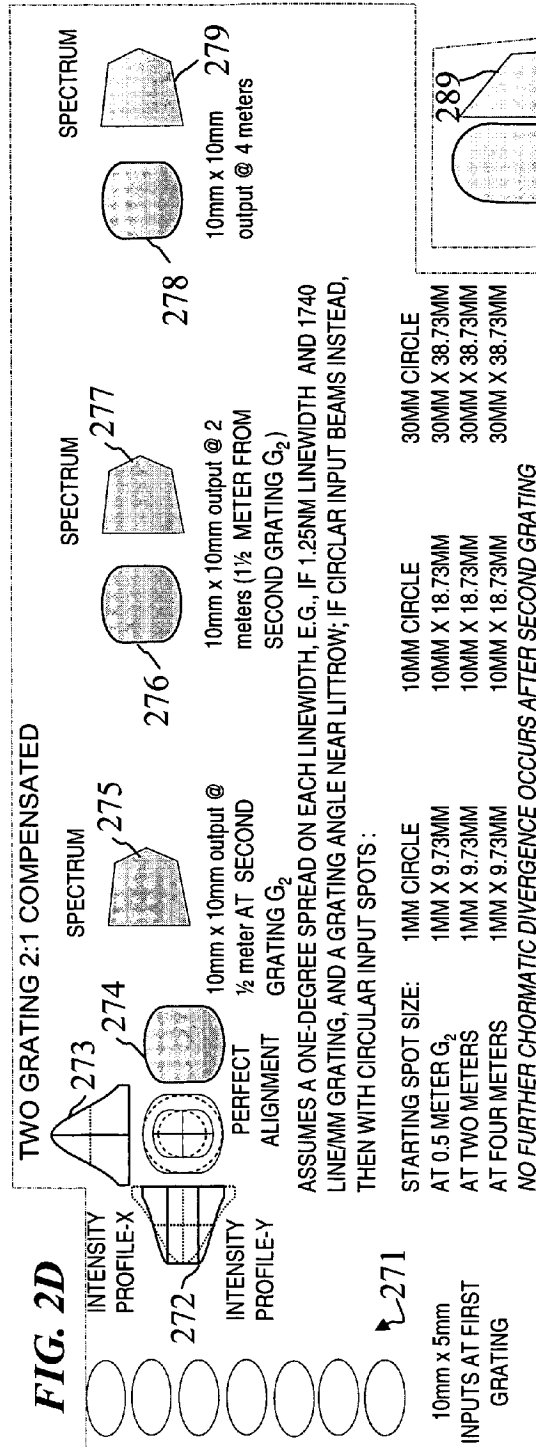 FIG. 2D
TWO GRATING 2:1 COMPENSATED
INTENSITY
PROFILE-X
273
272
INTENSITY
PROFILE-Y
PERFECT
ALIGNMENT
274
SPECTRUM
275
10mm x 10mm output @
½ meter AT SECOND
GRATING G2
SPECTRUM
277
276
10mm x 10mm output @ 2
meters (1½ METER FROM
SECOND GRATING G2)
SPECTRUM
279
278
10mm x 10mm
output @ 4 meters
271
10mm x 5mm
INPUTS AT FIRST
GRATING
ASSUMES A ONE-DEGREE SPREAD ON EACH LINEWIDTH, E.G., IF 1.25NM LINEWIDTH AND 1740
LINE/MM GRATING, AND A GRATING ANGLE NEAR LITTROW; IF CIRCLAR INPUT BEAMS INSTEAD,
THEN WITH CIRCULAR INPUT SPOTS :
STARTING SPOT SIZE: 1MM CIRCLE 10MM CIRCLE 30MM CIRCLE
AT 0.5 METER G2 1MM X 9.73MM 10MM X 18.73MM 30MM X 38.73MM
AT TWO METERS 1MM X 9.73MM 10MM X 18.73MM 30MM X 38.73MM
AT FOUR METERS 1MM X 9.73MM 10MM X 18.73MM 30MM X 38.73MM
NO FURTHER CHORMATIC DIVERGENCE OCCURS AFTER SECOND GRATING
289